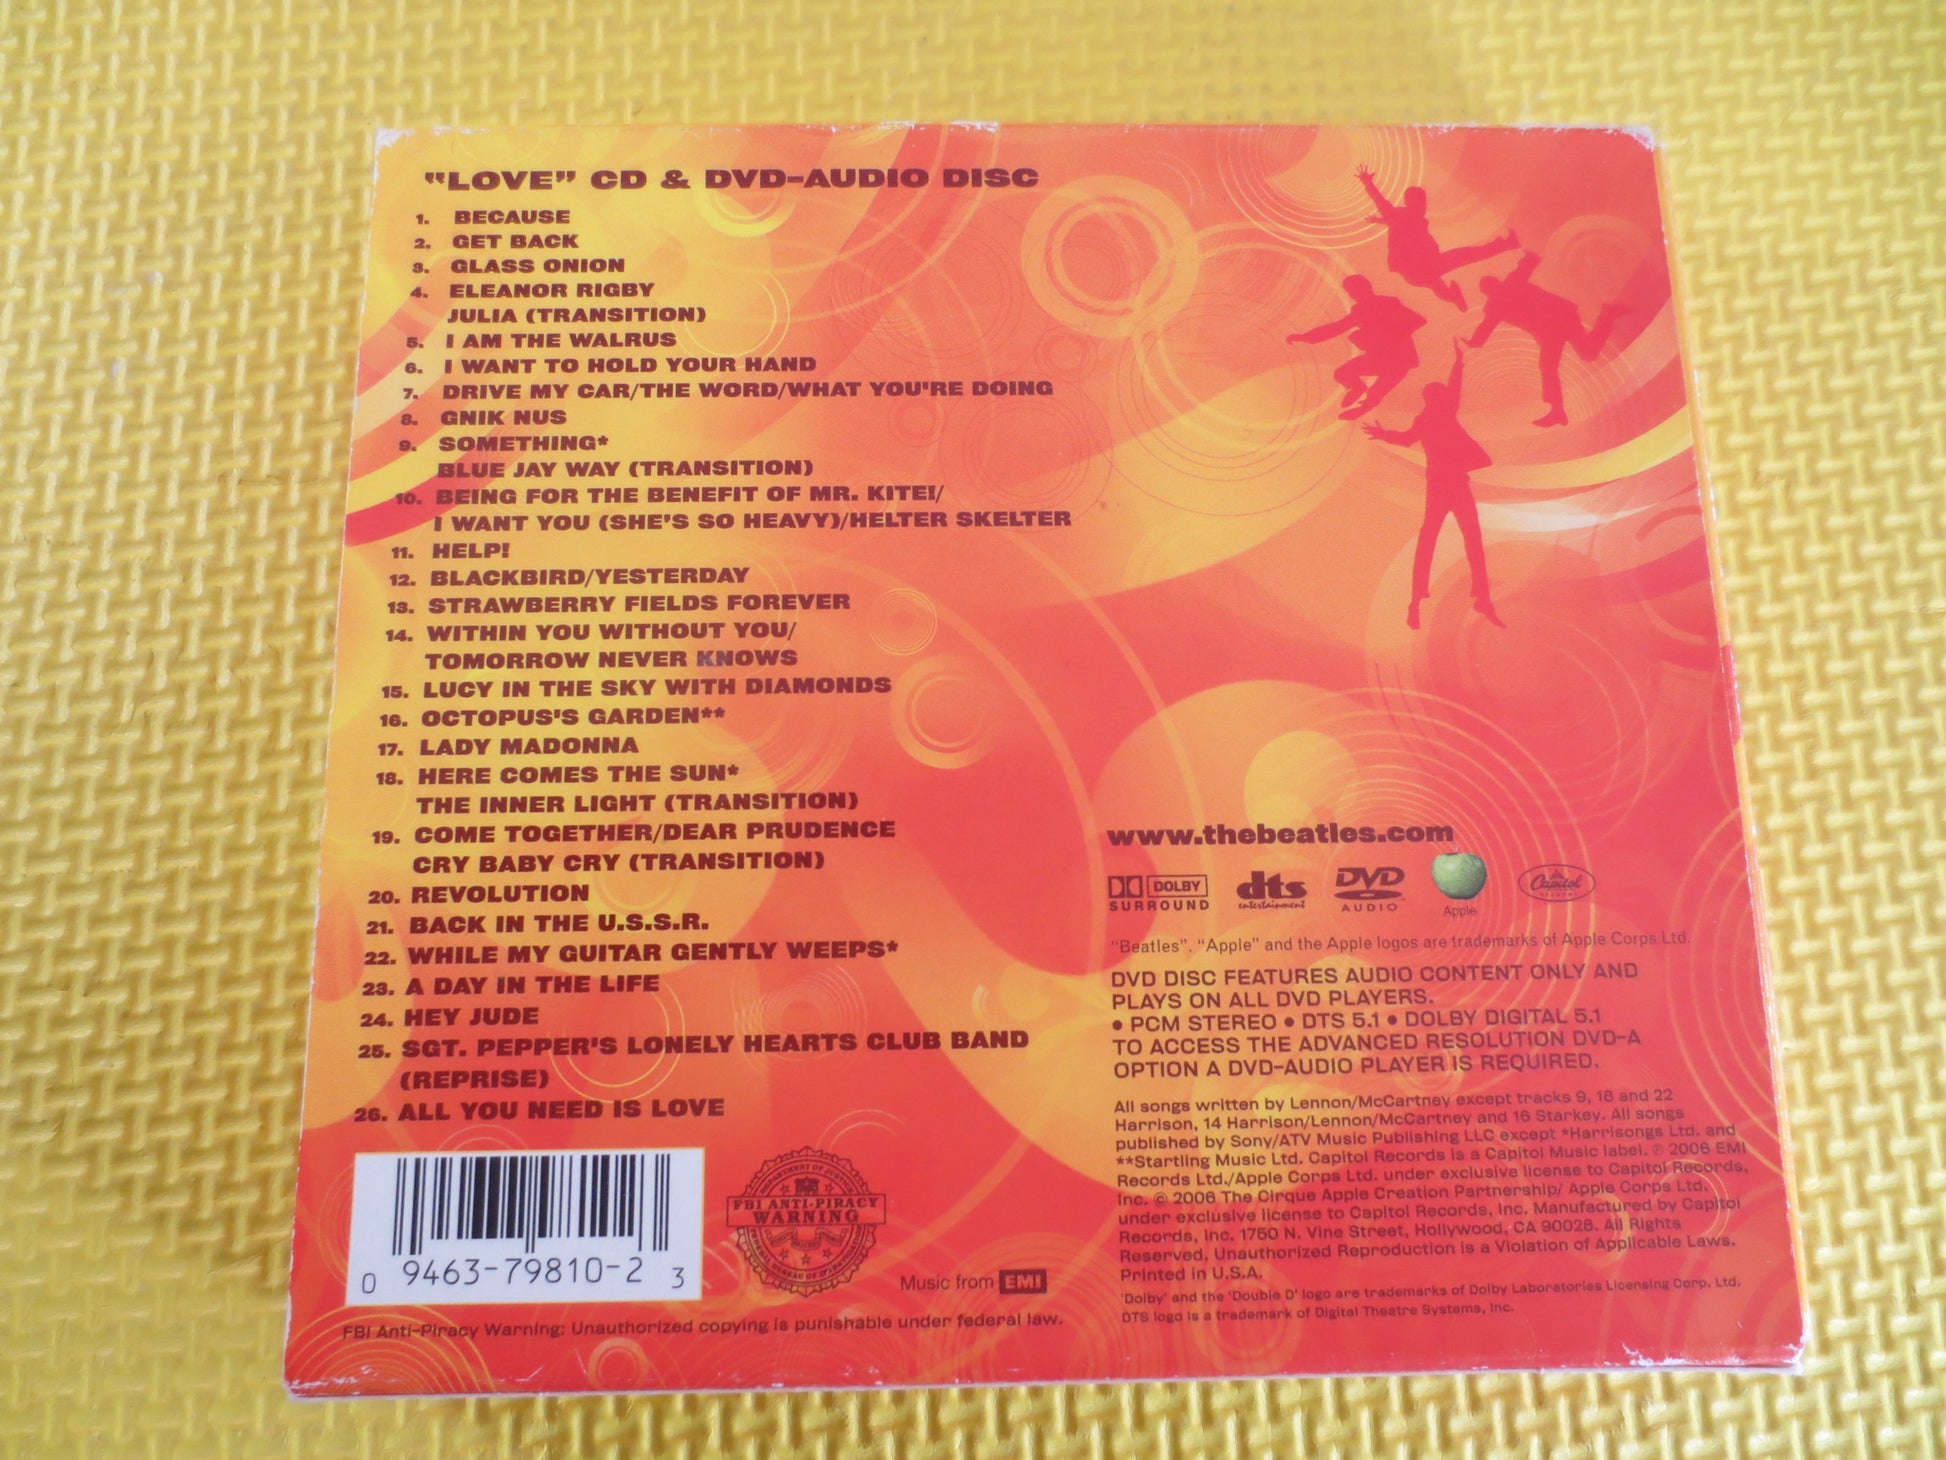 "LOVE" CD & DVD-AUDIO DISC
1. BECAUSE
2. GET BACK
3. GLASS ONION
4. ELEANOR RIGBY
JULIA (TRANSITION)
5. I AM THE WALRUS
6. I WANT TO HOLD YOUR HAND
7. DRIVE MY CAR/THE WORD/WHAT YOU'RE DOING
8. GNIK NUS
9. SOMETHING*
BLUE JAY WAY (TRANSITION)
10. BEING FOR THE BENEFIT OF MR. KITE!/
I WANT YOU (SHE'S SO HEAVY)/HELTER SKELTER
11. HELP!
12. BLACKBIRD/YESTERDAY
13. STRAWBERRY FIELDS FOREVER
14. WITHIN YOU WITHOUT YOU/
TOMORROW NEVER KNOWS
15. LUCY IN THE SKY WITH DIAMONDS
16. OCTOPUS'S GARDEN**
17. LADY MADONNA
18. HERE COMES THE SUN*
THE INNER LIGHT (TRANSITION)
19. COME TOGETHER/DEAR PRUDENCE
CRY BABY CRY (TRANSITION)
20. REVOLUTION
21. BACK IN THE U.S.S.R.
22. WHILE MY GUITAR GENTLY WEEPS*
23. A DAY IN THE LIFE
24. HEY JUDE
25. SGT. PEPPER'S LONELY HEARTS CLUB BAND
(REPRISE)
26. ALL YOU NEED IS LOVE
0 9463-79810-2 3
DEPARTMENT OF JUSTICE
FBI ANTI-PIRACY
WARNING
FEDERAL BUREAU OF INVESTIGATION
Music from EMI
FBI Anti-Piracy Warning: Unauthorized copying is punishable under federal law.
www.thebeatles.com
DOLBY SURROUND
dts entertainment
DVD AUDIO
Apple
Capitol RECORDS
"Beatles", "Apple" and the Apple logos are trademarks of Apple Corps Ltd.
DVD DISC FEATURES AUDIO CONTENT ONLY AND
PLAYS ON ALL DVD PLAYERS.
• PCM STEREO • DTS 5.1 • DOLBY DIGITAL 5.1
TO ACCESS THE ADVANCED RESOLUTION DVD-A
OPTION A DVD-AUDIO PLAYER IS REQUIRED.
All songs written by Lennon/McCartney except tracks 9, 18 and 22
Harrison, 14 Harrison/Lennon/McCartney and 16 Starkey. All songs
published by Sony/ATV Music Publishing LLC except *Harrisongs Ltd. and
**Startling Music Ltd. Capitol Records is a Capitol Music label. ℗ 2006 EMI
Records Ltd./Apple Corps Ltd. under exclusive license to Capitol Records,
Inc. © 2006 The Cirque Apple Creation Partnership/ Apple Corps Ltd.
under exclusive license to Capitol Records, Inc. Manufactured by Capitol
Records, Inc. 1750 N. Vine Street, Hollywood, CA 90028. All Rights
Reserved. Unauthorized Reproduction is a Violation of Applicable Laws.
Printed in U.S.A.
'Dolby' and the 'Double D' logo are trademarks of Dolby Laboratories Licensing Corp. Ltd.
DTS logo is a trademark of Digital Theatre Systems, Inc.